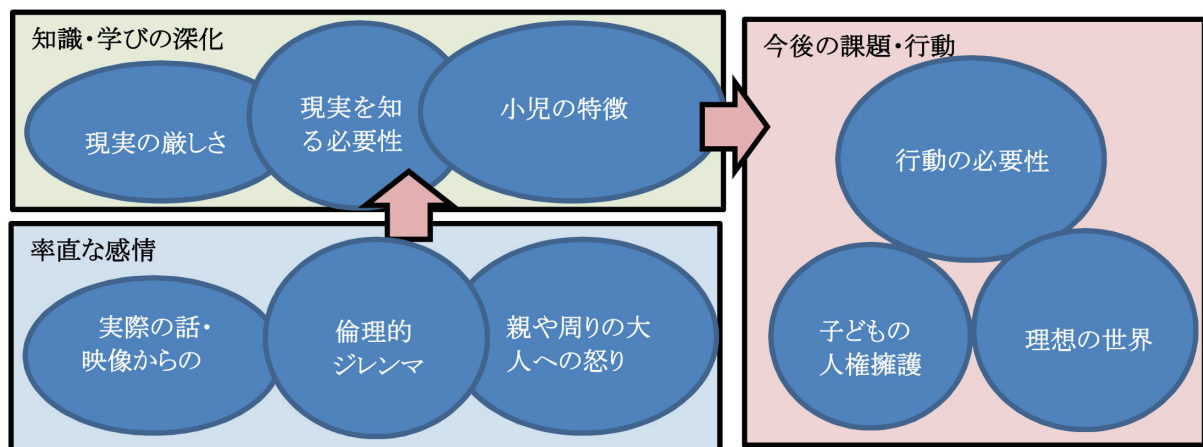 知識・学びの深化
現実の厳しさ
現実を知
る必要性
小児の特徴
率直な感情
実際の話・
映像からの
倫理的
ジレンマ
親や周りの大
人への怒り
今後の課題・行動
行動の必要性
子どもの
人権擁護
理想の世界